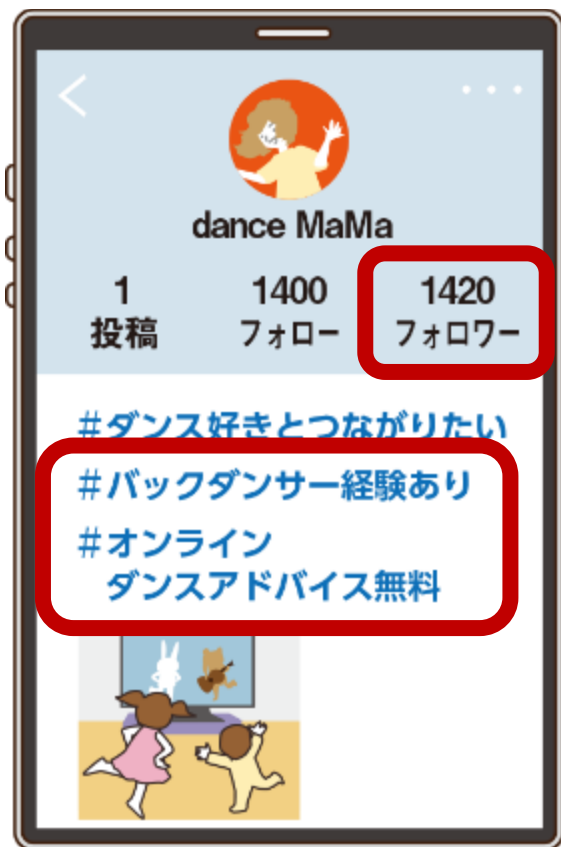 dance MaMa
1 1400 1420
投稿 フォロー フォロワー
#ダンス好きとつながりたい
#バックダンサー経験あり
#オンライン
ダンスアドバイス無料